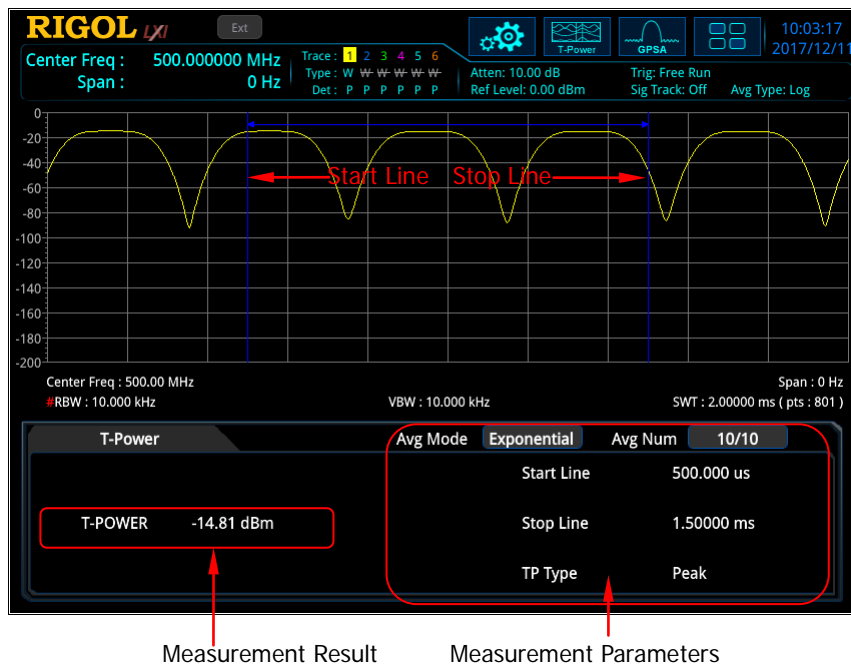 RIGOL LXI Ext T-Power GPSA 10:03:17
2017/12/11
Center Freq : 500.000000 MHz
Span : 0 Hz
Trace : 1 2 3 4 5 6
Type : W W W W W W
Det : P P P P P P
Atten: 10.00 dB
Ref Level: 0.00 dBm
Trig: Free Run
Sig Track: Off Avg Type: Log
0
-20
-40
-60
-80
-100
-120
-140
-160
-180
-200
Start Line Stop Line
Center Freq : 500.00 MHz Span : 0 Hz
#RBW : 10.000 kHz VBW : 10.000 kHz SWT : 2.00000 ms ( pts : 801 )
T-Power Avg Mode Exponential Avg Num 10/10
Start Line 500.000 us
T-POWER -14.81 dBm
Stop Line 1.50000 ms
TP Type Peak
Measurement Result Measurement Parameters